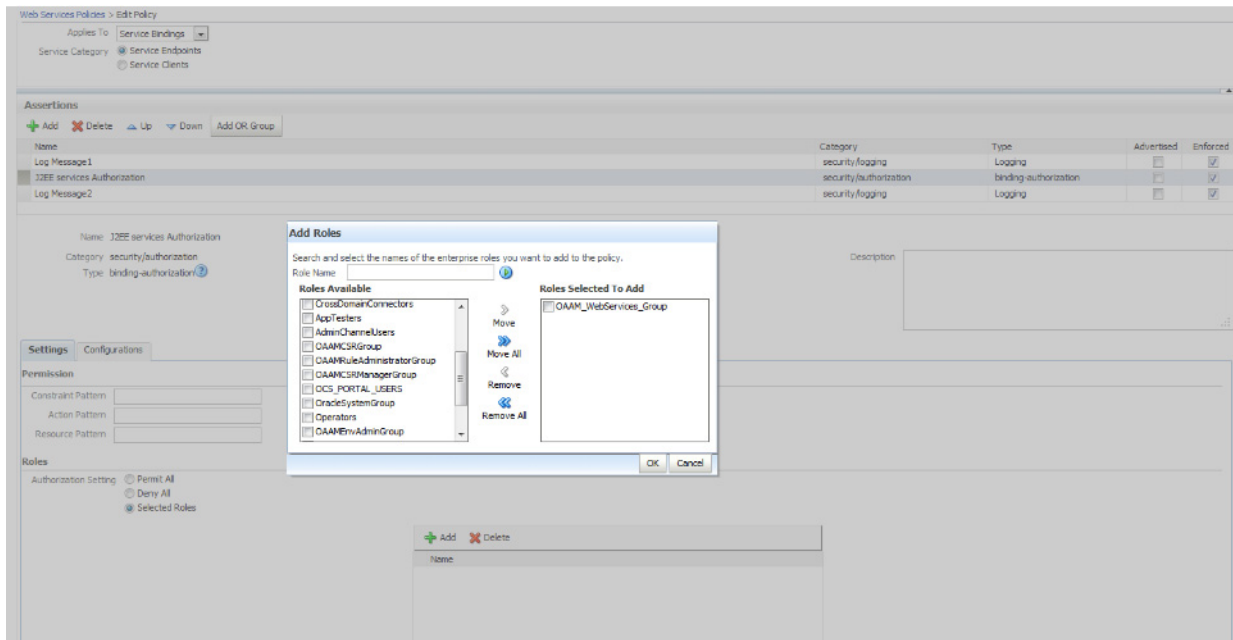 Web Services Policies > Edit Policy
Applies To Service Bindings
Service Category Service Endpoints
Service Clients
Assertions
Add Delete Up Down Add OR Group
Name Category Type Advertised Enforced
Log Message1 security/logging Logging
J2EE services Authorization security/authorization binding-authorization
Log Message2 security/logging Logging
Name J2EE services Authorization
Category security/authorization
Type binding-authorization
Description
Add Roles
Search and select the names of the enterprise roles you want to add to the policy.
Role Name
Roles Available
CrossDomainConnectors
AppTesters
AdminChannelUsers
OAAMCSRGroup
OAAMRuleAdministratorGroup
OAAMCSRManagerGroup
OCS_PORTAL_USERS
OracleSystemGroup
Operators
OAAMEnvAdminGroup
Move
Move All
Remove
Remove All
Roles Selected To Add
OAAM_WebServices_Group
OK Cancel
Settings Configurations
Permission
Constraint Pattern
Action Pattern
Resource Pattern
Roles
Authorization Setting Permit All
Deny All
Selected Roles
Add Delete
Name